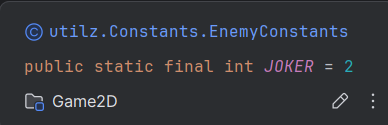 © utilz.Constants.EnemyConstants
public static final int JOKER = 2
Game2D